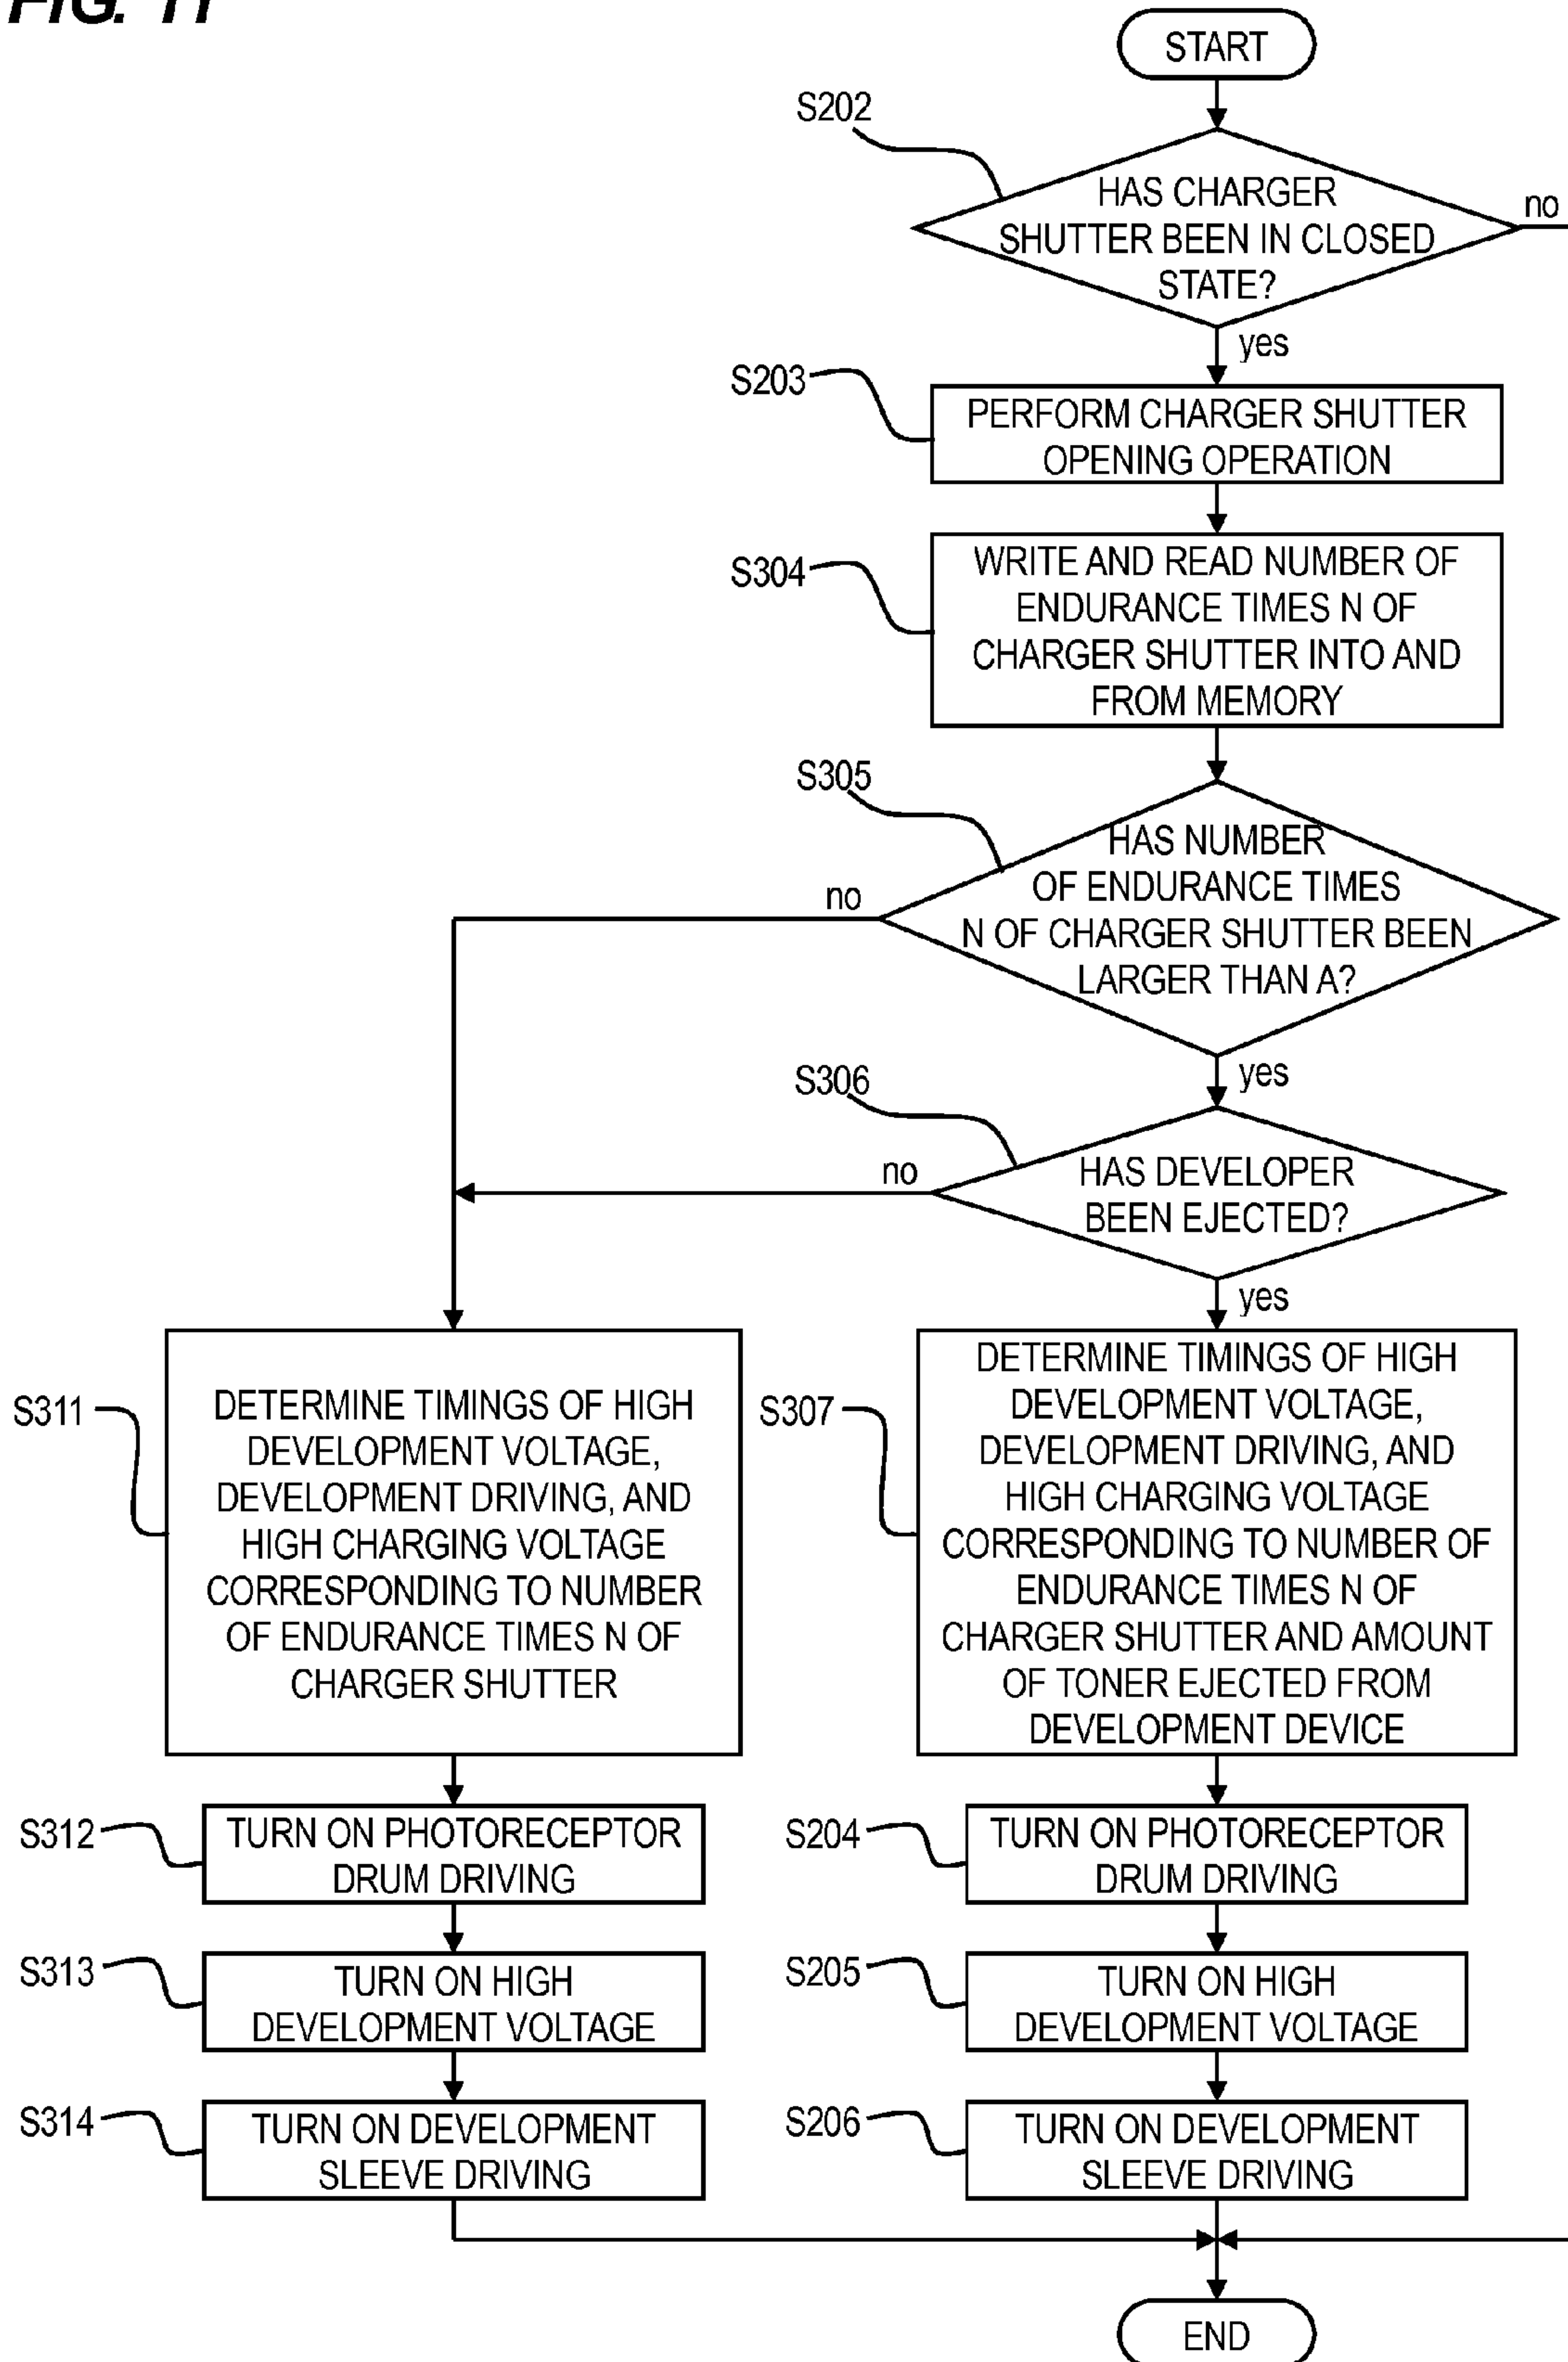 FIG. 11
START
S202
HAS CHARGER
SHUTTER BEEN IN CLOSED
STATE?
no
yes
S203
PERFORM CHARGER SHUTTER
OPENING OPERATION
S304
WRITE AND READ NUMBER OF
ENDURANCE TIMES N OF
CHARGER SHUTTER INTO AND
FROM MEMORY
S305
HAS NUMBER
OF ENDURANCE TIMES
N OF CHARGER SHUTTER BEEN
LARGER THAN A?
no
yes
S306
HAS DEVELOPER
BEEN EJECTED?
no
yes
S311
DETERMINE TIMINGS OF HIGH
DEVELOPMENT VOLTAGE,
DEVELOPMENT DRIVING, AND
HIGH CHARGING VOLTAGE
CORRESPONDING TO NUMBER
OF ENDURANCE TIMES N OF
CHARGER SHUTTER
S307
DETERMINE TIMINGS OF HIGH
DEVELOPMENT VOLTAGE,
DEVELOPMENT DRIVING, AND
HIGH CHARGING VOLTAGE
CORRESPONDING TO NUMBER OF
ENDURANCE TIMES N OF
CHARGER SHUTTER AND AMOUNT
OF TONER EJECTED FROM
DEVELOPMENT DEVICE
S312
TURN ON PHOTORECEPTOR
DRUM DRIVING
S204
TURN ON PHOTORECEPTOR
DRUM DRIVING
S313
TURN ON HIGH
DEVELOPMENT VOLTAGE
S205
TURN ON HIGH
DEVELOPMENT VOLTAGE
S314
TURN ON DEVELOPMENT
SLEEVE DRIVING
S206
TURN ON DEVELOPMENT
SLEEVE DRIVING
END